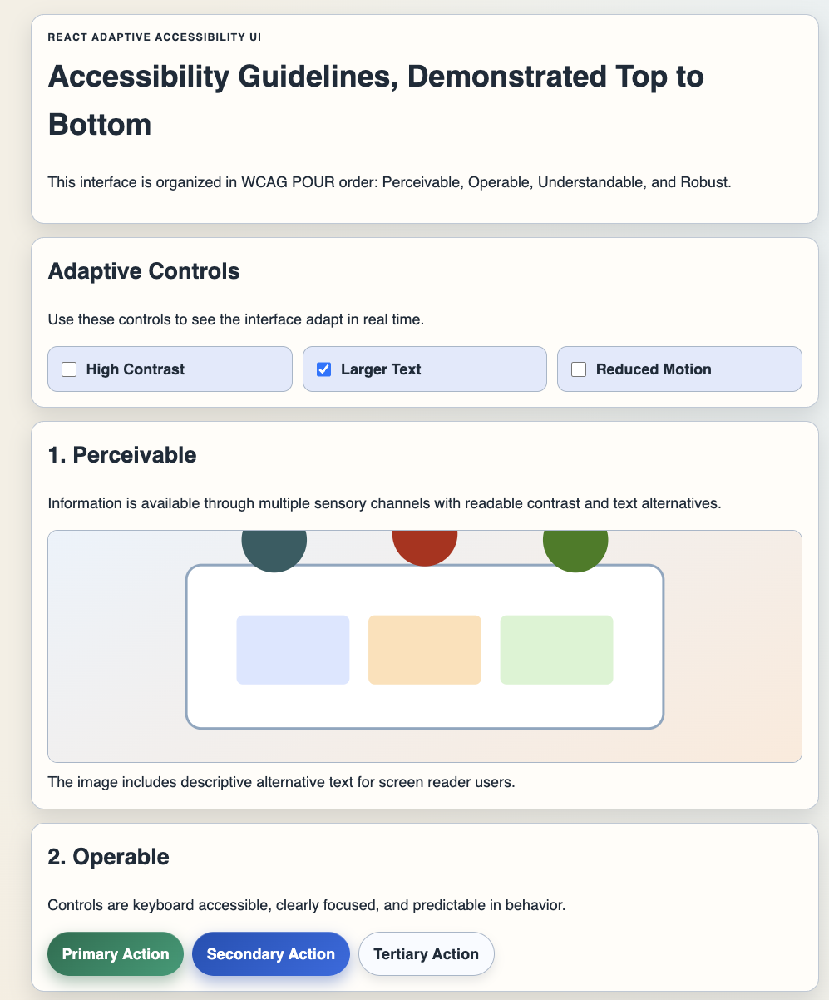 REACT ADAPTIVE ACCESSIBILITY UI
Accessibility Guidelines, Demonstrated Top to
Bottom
This interface is organized in WCAG POUR order: Perceivable, Operable, Understandable, and Robust.
Adaptive Controls
Use these controls to see the interface adapt in real time.
High Contrast
Larger Text
Reduced Motion
1. Perceivable
Information is available through multiple sensory channels with readable contrast and text alternatives.
The image includes descriptive alternative text for screen reader users.
2. Operable
Controls are keyboard accessible, clearly focused, and predictable in behavior.
Primary Action
Secondary Action
Tertiary Action